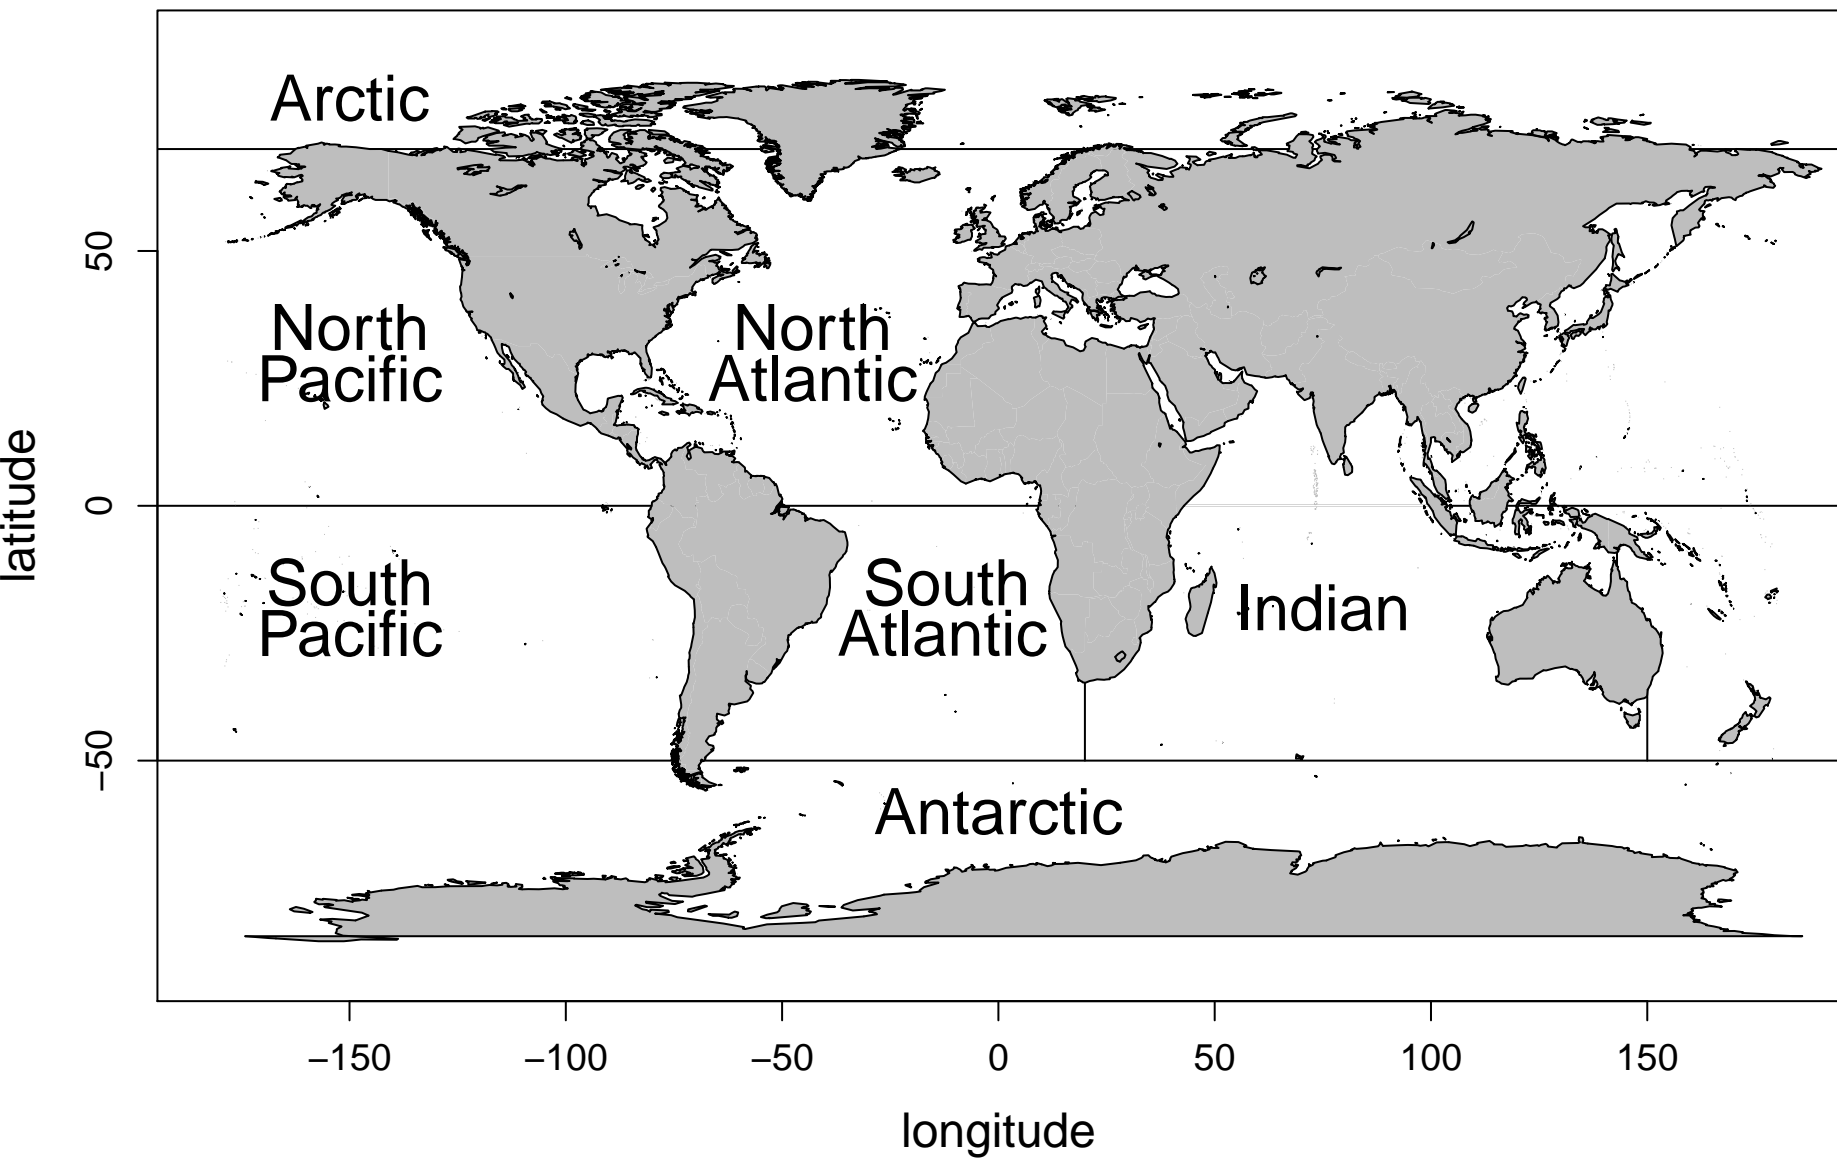 Arctic
North
Pacific
North
Atlantic
South
Pacific
South
Atlantic
Indian
Antarctic
latitude
50
0
−50
−150
−100
−50
0
50
100
150
longitude